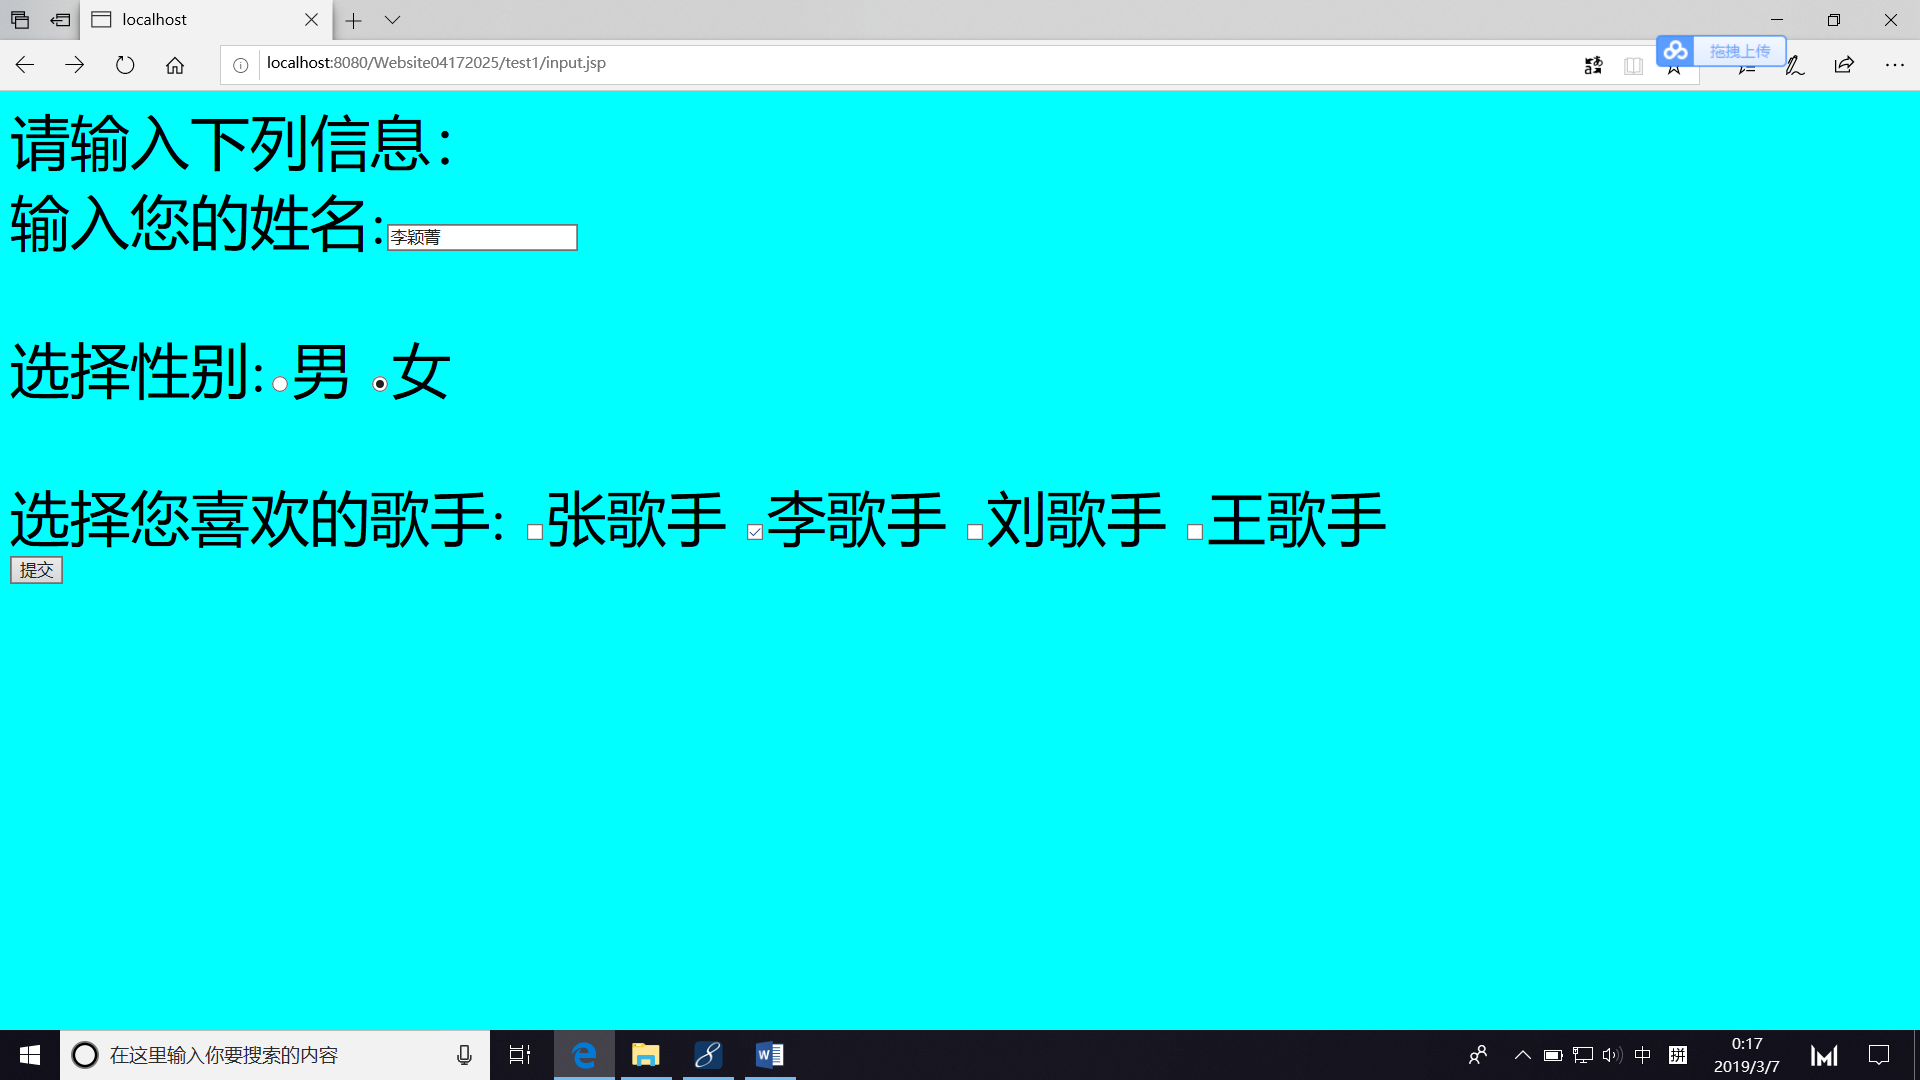 localhost
localhost:8080/Website04172025/test1/input.jsp
拖拽上传
请输入下列信息：
输入您的姓名:李颖菁
选择性别:男 女
选择您喜欢的歌手: 张歌手 李歌手 刘歌手 王歌手
提交
在这里输入你要搜索的内容
中 拼
0:17
2019/3/7